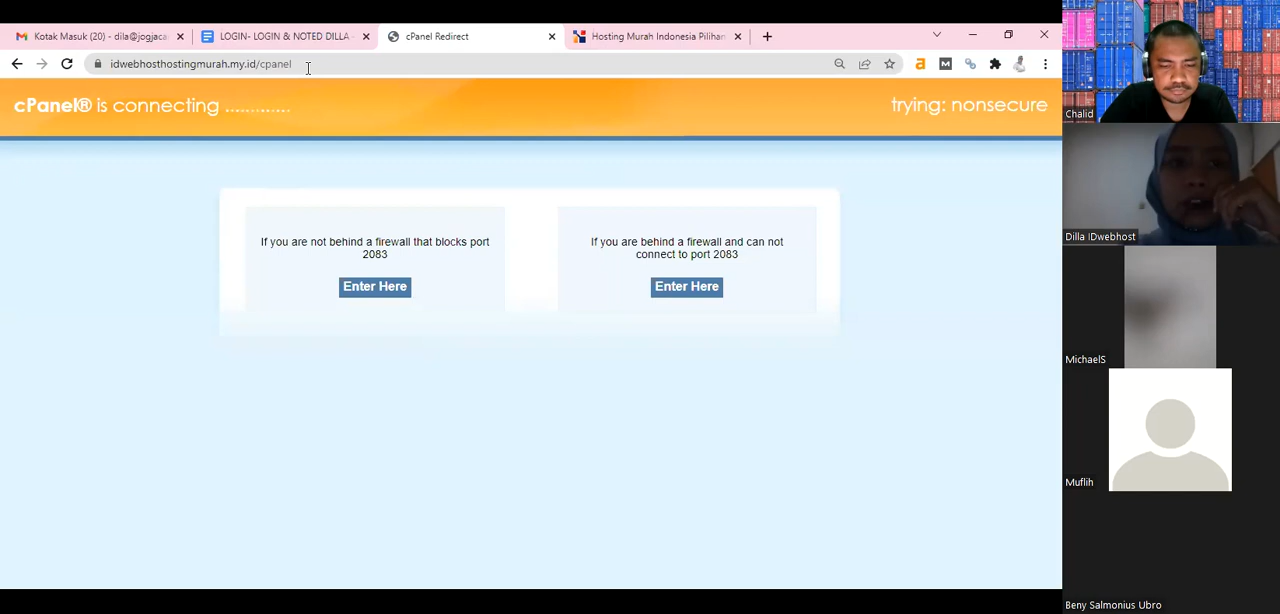 Kotak Masuk (20) - dila@jogjaca
LOGIN- LOGIN & NOTED DILLA -
cPanel Redirect
Hosting Murah Indonesia Pilihan
idwebhosthostingmurah.my.id/cpanel
cPanel® is connecting .............
trying: nonsecure
If you are not behind a firewall that blocks port
2083
Enter Here
If you are behind a firewall and can not
connect to port 2083
Enter Here
Chalid
Dilla IDwebhost
MichaelS
Muflih
Beny Salmonius Ubro